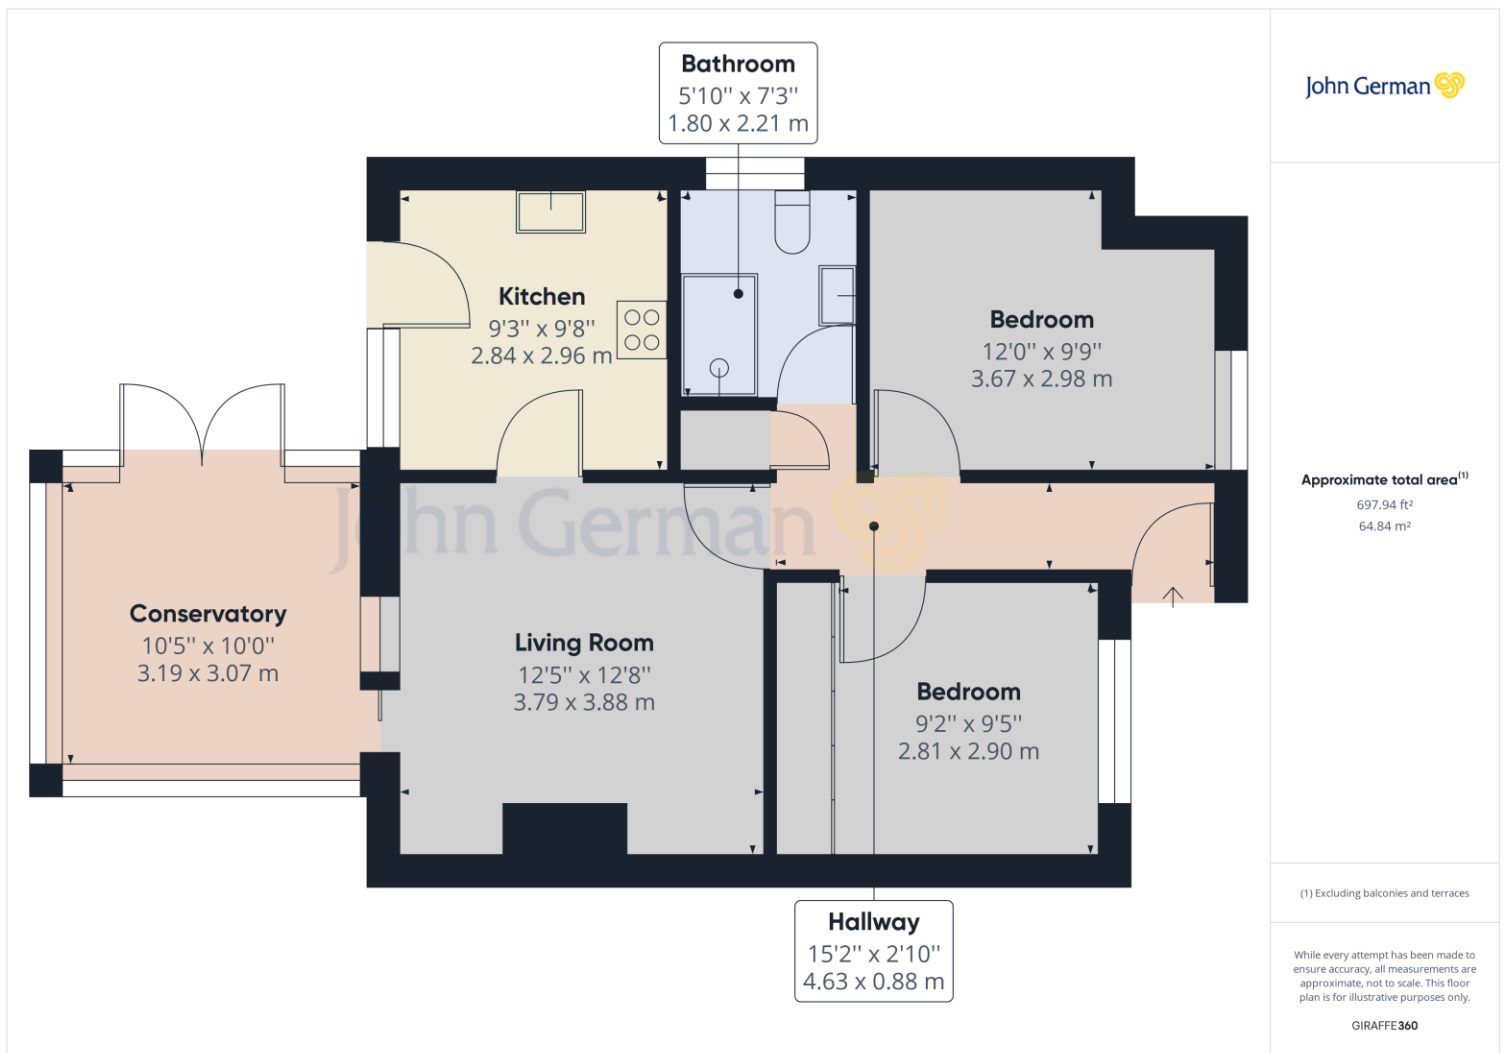 Bathroom
5'10'' x 7'3''
1.80 x 2.21 m
John German
Kitchen
9'3'' x 9'8''
2.84 x 2.96 m
Bedroom
12'0'' x 9'9''
3.67 x 2.98 m
Approximate total area(1)
697.94 ft²
64.84 m²
John German
Conservatory
10'5'' x 10'0''
3.19 x 3.07 m
Living Room
12'5'' x 12'8''
3.79 x 3.88 m
Bedroom
9'2'' x 9'5''
2.81 x 2.90 m
Hallway
15'2'' x 2'10''
4.63 x 0.88 m
(1) Excluding balconies and terraces
While every attempt has been made to
ensure accuracy, all measurements are
approximate, not to scale. This floor
plan is for illustrative purposes only.
GIRAFFE360